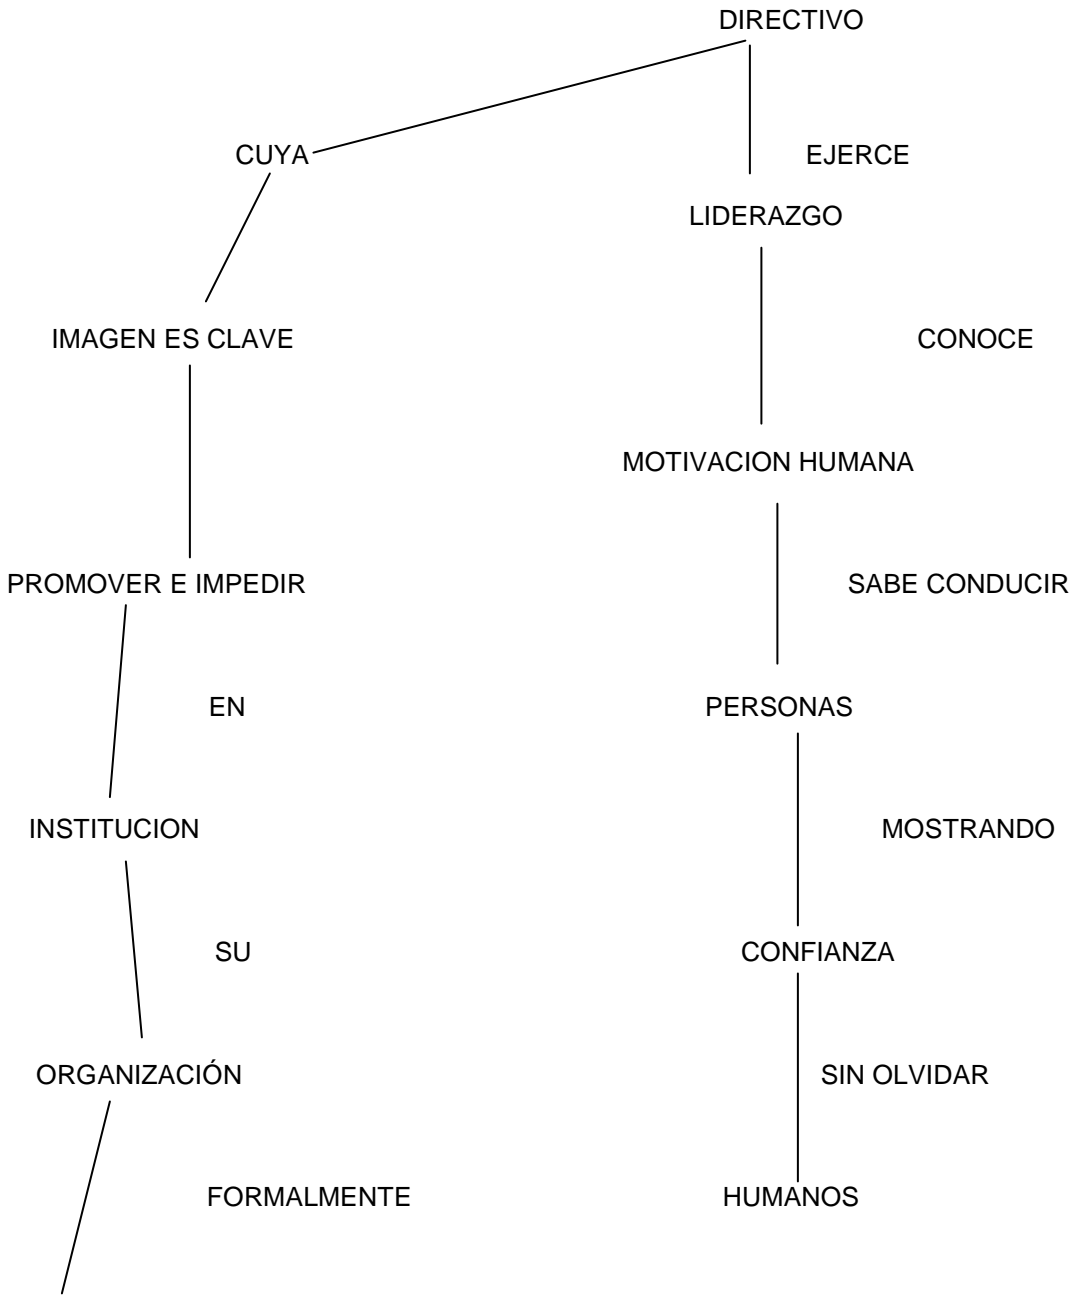 DIRECTIVO
CUYA EJERCE
LIDERAZGO
IMAGEN ES CLAVE CONOCE
MOTIVACION HUMANA
PROMOVER E IMPEDIR SABE CONDUCIR
EN PERSONAS
INSTITUCION MOSTRANDO
SU CONFIANZA
ORGANIZACIÓN SIN OLVIDAR
FORMALMENTE HUMANOS